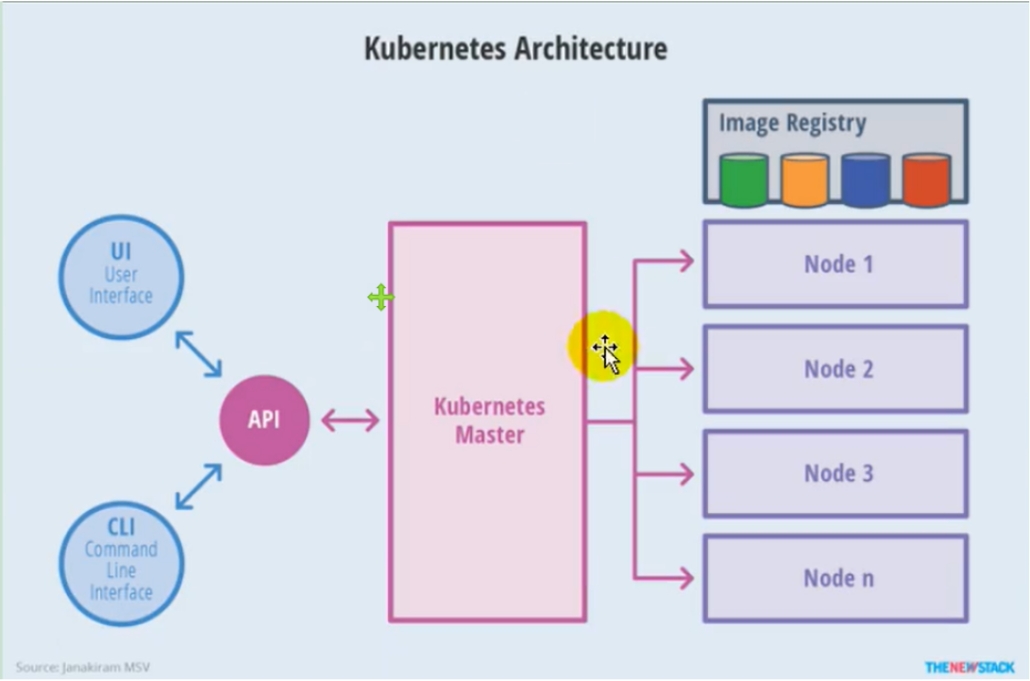 Kubernetes Architecture
Image Registry
UI
User
Interface
Node 1
Node 2
API
Kubernetes
Master
Node 3
CLI
Command
Line
Interface
Node n
Source: Janakiram MSV
THENEWSTACK